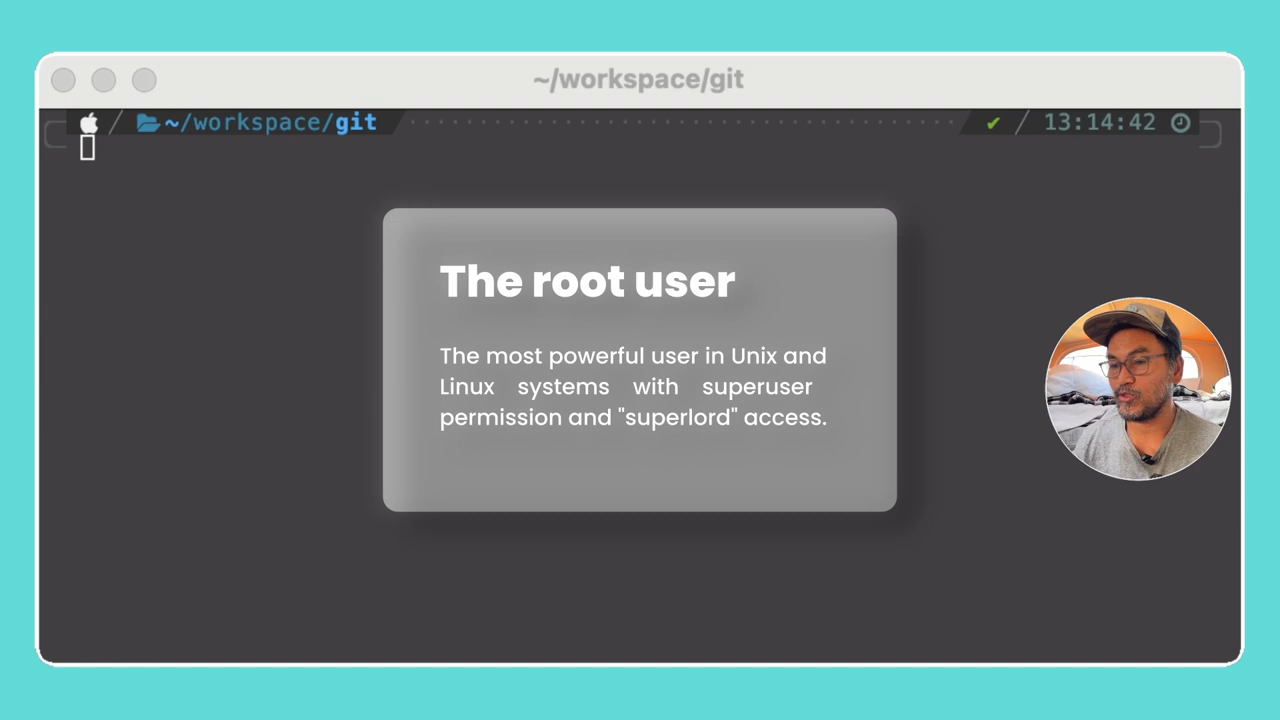 ~/workspace/git
~/workspace/git 13:14:42
The root user
The most powerful user in Unix and
Linux systems with superuser
permission and "superlord" access.